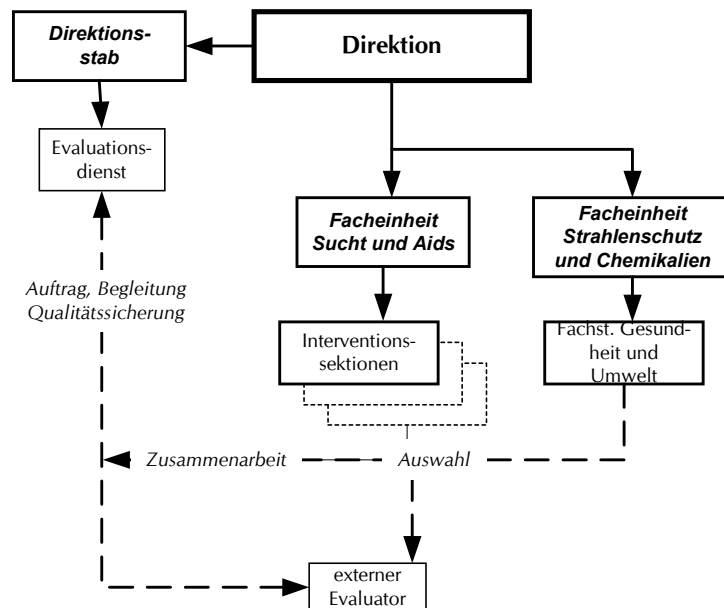 Direktions-
stab
Direktion
Evaluations-
dienst
Facheinheit
Sucht und Aids
Facheinheit
Strahlenschutz
und Chemikalien
Auftrag, Begleitung
Qualitätssicherung
Interventions-
sektionen
Fachst. Gesund-
heit und
Umwelt
Zusammenarbeit
Auswahl
externer
Evaluator